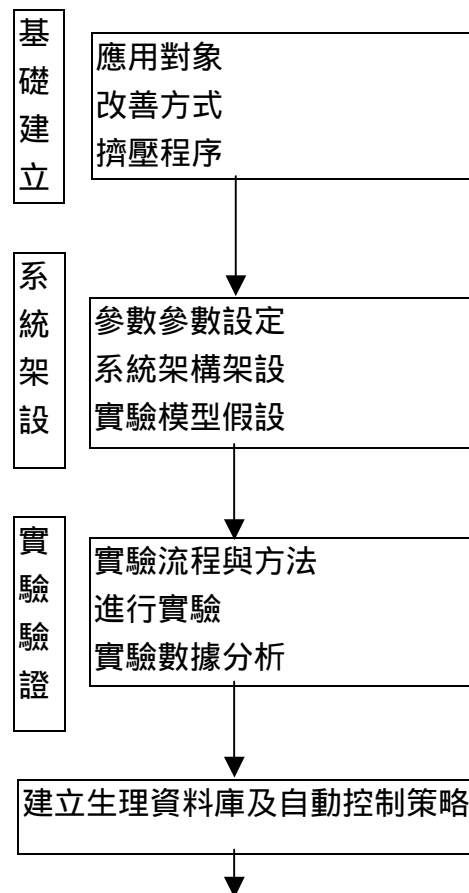 基礎建立
應用對象
改善方式
擠壓程序
系統架設
參數參數設定
系統架構架設
實驗模型假設
實驗驗證
實驗流程與方法
進行實驗
實驗數據分析
建立生理資料庫及自動控制策略